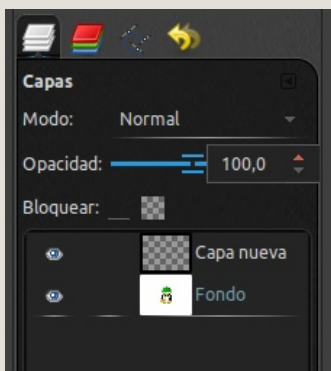 Capas
Modo: Normal
Opacidad: 100,0
Bloquear:
Capa nueva
Fondo